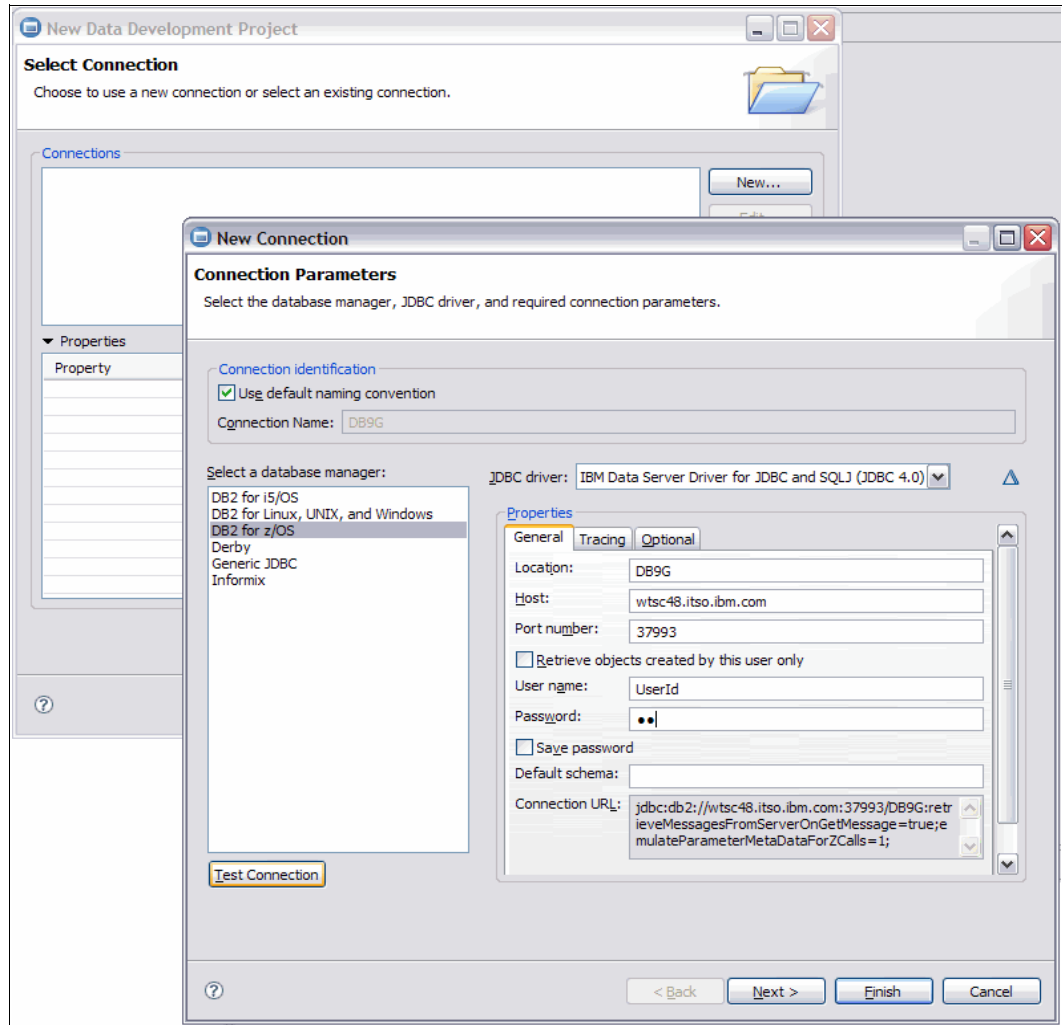 New Data Development Project
Select Connection
Choose to use a new connection or select an existing connection.
Connections
New...
Properties
Property
New Connection
Connection Parameters
Select the database manager, JDBC driver, and required connection parameters.
Connection identification
Use default naming convention
Connection Name: DB9G
Select a database manager:
DB2 for i5/OS
DB2 for Linux, UNIX, and Windows
DB2 for z/OS
Derby
Generic JDBC
Informix
Test Connection
JDBC driver: IBM Data Server Driver for JDBC and SQLJ (JDBC 4.0)
Properties
General Tracing Optional
Location: DB9G
Host: wtsc48.itso.ibm.com
Port number: 37993
Retrieve objects created by this user only
User name: UserId
Password: ●●
Save password
Default schema:
Connection URL: jdbc:db2://wtsc48.itso.ibm.com:37993/DB9G:retr
ieveMessagesFromServerOnGetMessage=true;e
mulateParameterMetaDataForZCalls=1;
< Back Next > Finish Cancel